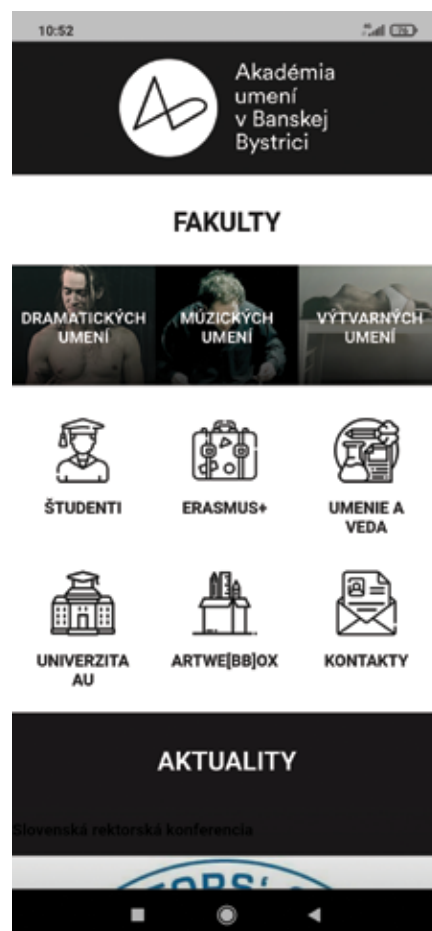 10:52
76
Akadémia
umení
v Banskej
Bystrici
FAKULTY
DRAMATICKÝCH
UMENÍ
MÚZICKÝCH
UMENÍ
VÝTVARNÝCH
UMENÍ
ŠTUDENTI
ERASMUS+
UMENIE A
VEDA
UNIVERZITA
AU
ARTWE[BB]OX
KONTAKTY
AKTUALITY
Slovenská rektorská konferencia